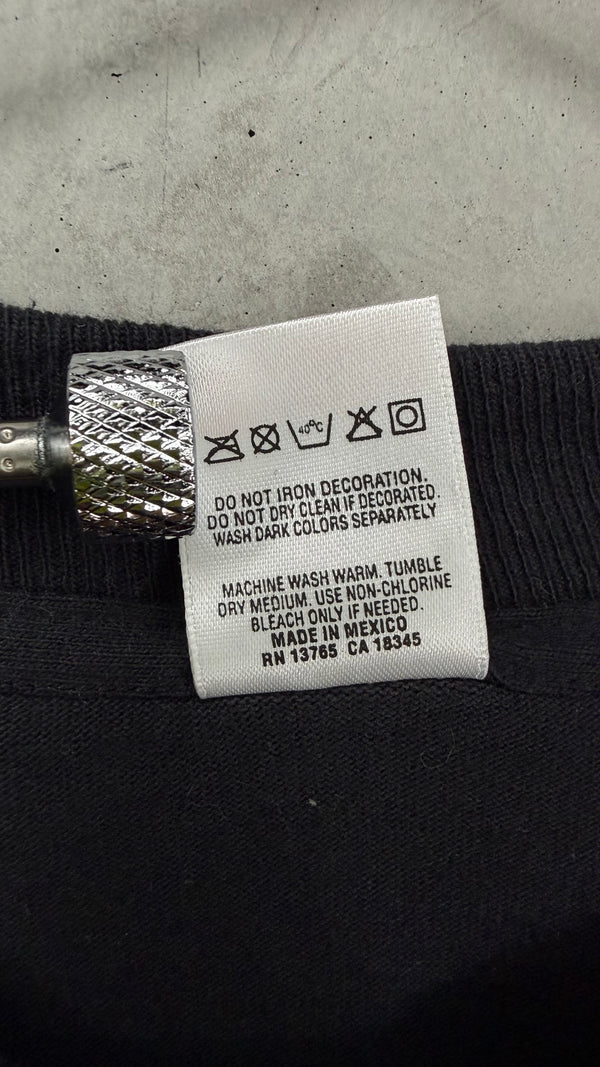 40°C
DO NOT IRON DECORATION.
DO NOT DRY CLEAN IF DECORATED.
WASH DARK COLORS SEPARATELY
MACHINE WASH WARM. TUMBLE
DRY MEDIUM. USE NON-CHLORINE
BLEACH ONLY IF NEEDED.
MADE IN MEXICO
RN 13765 CA 18345